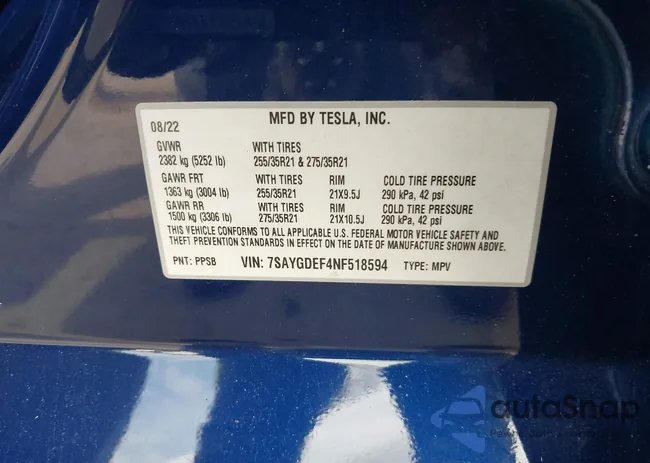 MFD BY TESLA, INC.
08/22
GVWR WITH TIRES
2382 kg (5252 lb) 255/35R21 & 275/35R21
GAWR FRT WITH TIRES RIM COLD TIRE PRESSURE
1363 kg (3004 lb) 255/35R21 21X9.5J 290 kPa, 42 psi
GAWR RR WITH TIRES RIM COLD TIRE PRESSURE
1500 kg (3306 lb) 275/35R21 21X10.5J 290 kPa, 42 psi
THIS VEHICLE CONFORMS TO ALL APPLICABLE U.S. FEDERAL MOTOR VEHICLE SAFETY AND
THEFT PREVENTION STANDARDS IN EFFECT ON THE DATE OF MANUFACTURE SHOWN ABOVE.
PNT: PPSB VIN: 7SAYGDEF4NF518594 TYPE: MPV
autoSnap